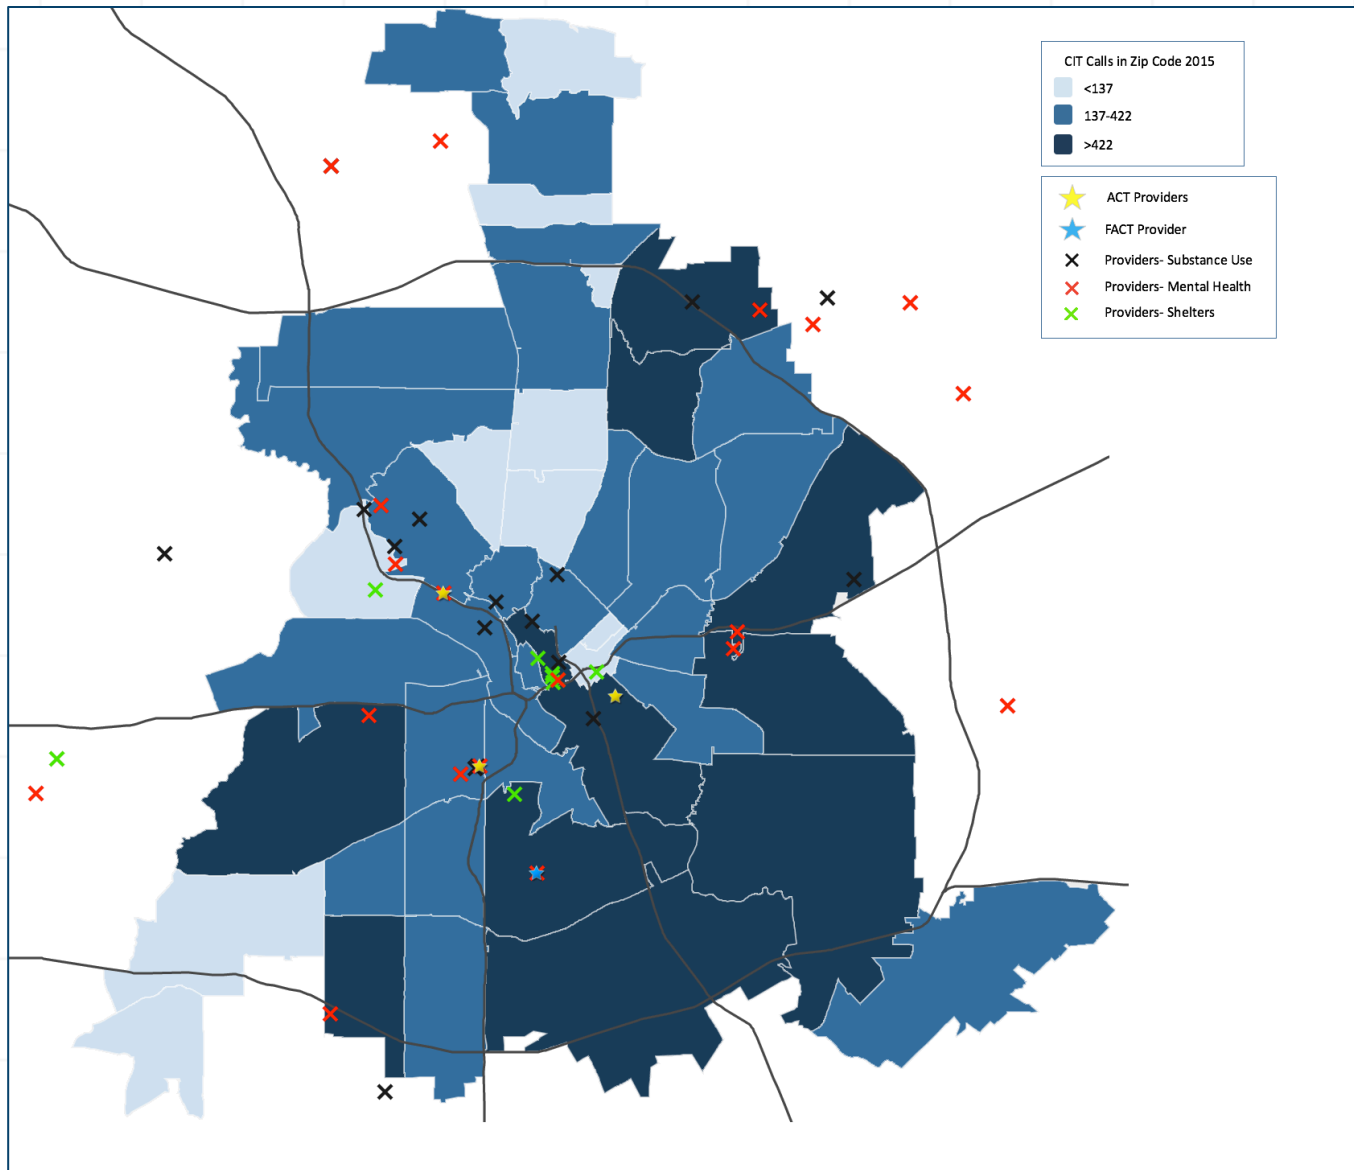 CIT Calls in Zip Code 2015
<137
137-422
>422
ACT Providers
FACT Provider
Providers- Substance Use
Providers- Mental Health
Providers- Shelters